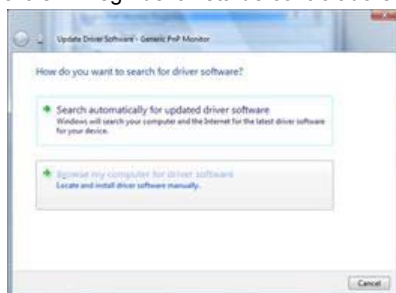 Update Driver Software - Generic PnP Monitor
How do you want to search for driver software?
Search automatically for updated driver software
Windows will search your computer and the Internet for the latest driver software
for your device.
Browse my computer for driver software
Locate and install driver software manually.
Cancel